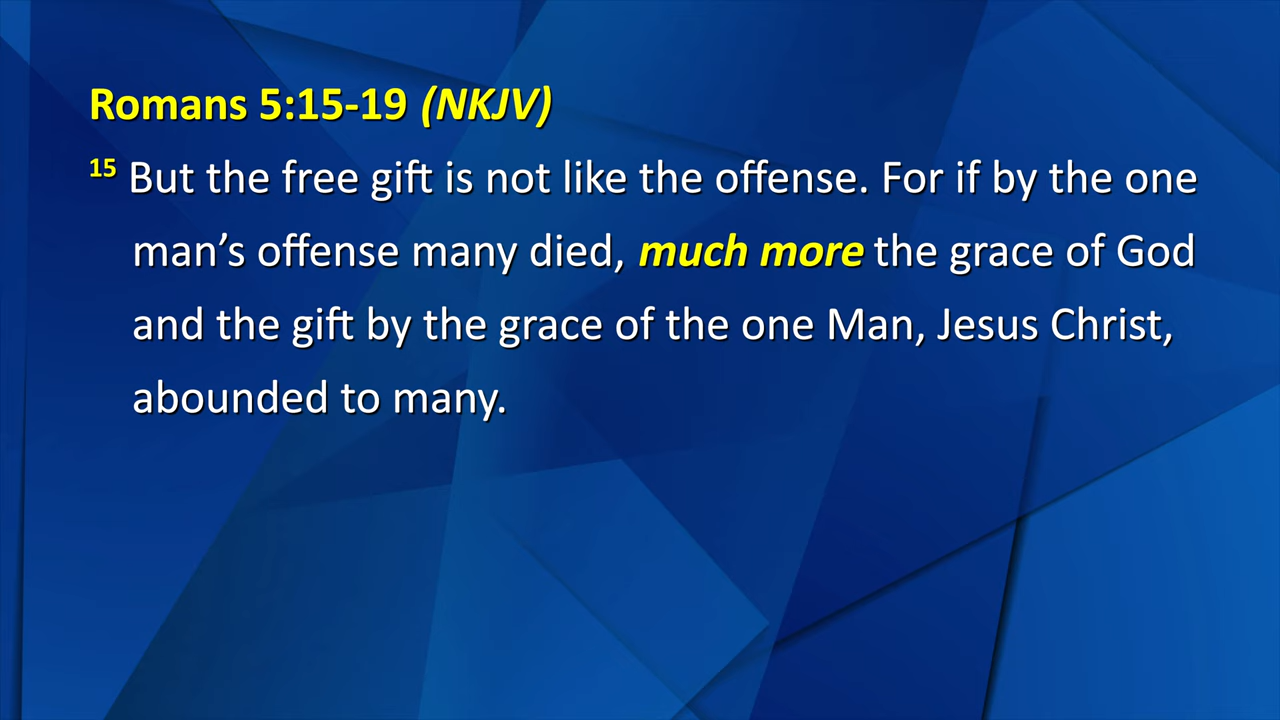 Romans 5:15-19 (NKJV)
15 But the free gift is not like the offense. For if by the one
man’s offense many died, much more the grace of God
and the gift by the grace of the one Man, Jesus Christ,
abounded to many.